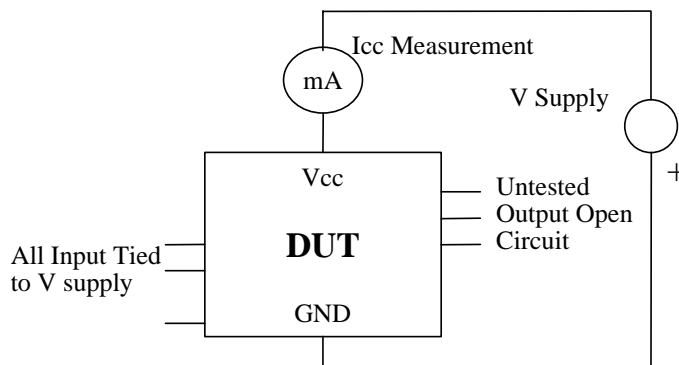 Icc Measurement
mA
V Supply
+
Vcc
Untested
Output Open
Circuit
DUT
All Input Tied
to V supply
GND